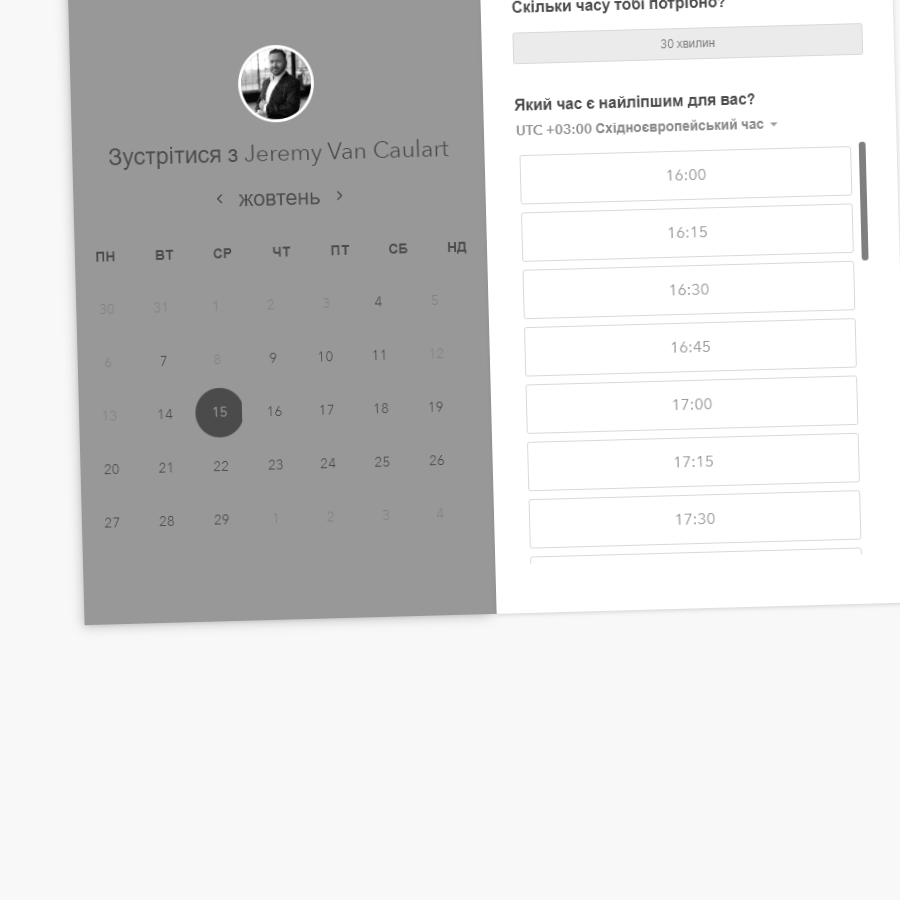 Зустрітися з Jeremy Van Caulart
жовтень
ПН ВТ СР ЧТ ПТ СБ НД
30 31 1 2 3 4 5
6 7 8 9 10 11 12
13 14 15 16 17 18 19
20 21 22 23 24 25 26
27 28 29 1 2 3 4
Скільки часу тобі потрібно?
30 хвилин
Який час є найліпшим для вас?
UTC +03:00 Східноєвропейський час
16:00
16:15
16:30
16:45
17:00
17:15
17:30